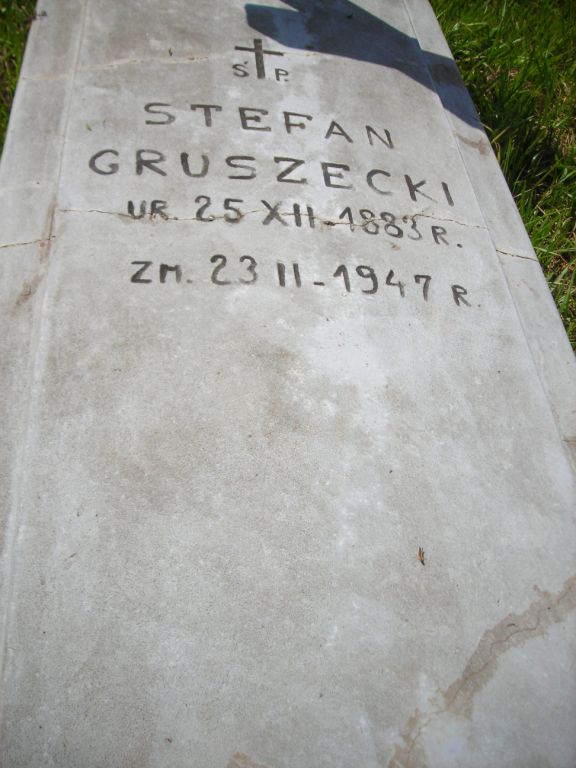 Ś P.
STEFAN
GRUSZECKI
UR. 25 XII - 1883 R.
ZM. 23 II - 1947 R.